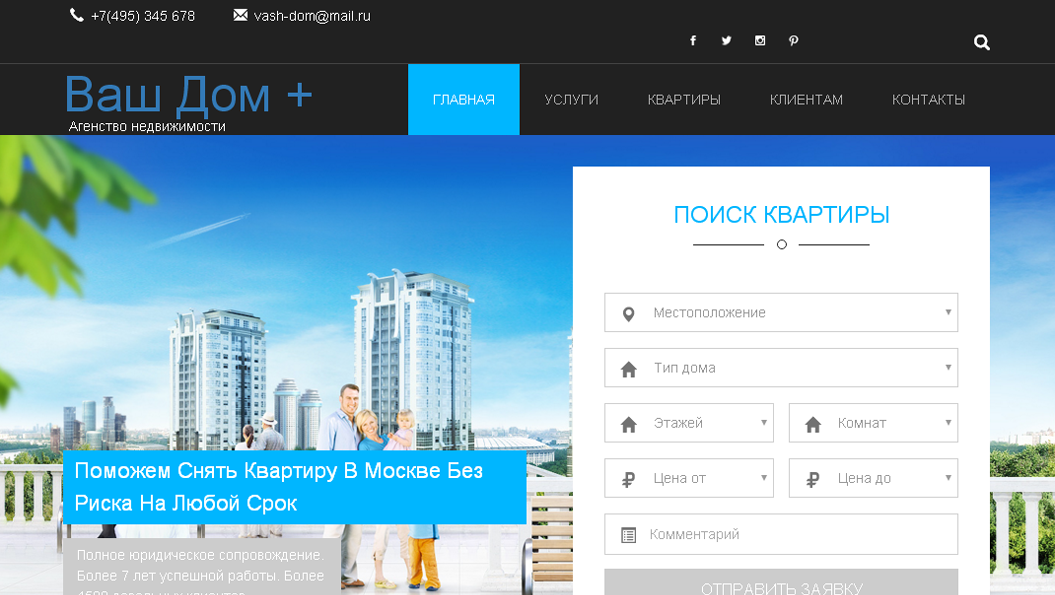 +7(495) 345 678
vash-dom@mail.ru
Ваш Дом +
Агенство недвижимости
ГЛАВНАЯ
УСЛУГИ
КВАРТИРЫ
КЛИЕНТАМ
КОНТАКТЫ
ПОИСК КВАРТИРЫ
Местоположение
Тип дома
Этажей
Комнат
Цена от
Цена до
Комментарий
ОТПРАВИТЬ ЗАЯВКУ
Поможем Снять Квартиру В Москве Без
Риска На Любой Срок
Полное юридическое сопровождение.
Более 7 лет успешной работы. Более